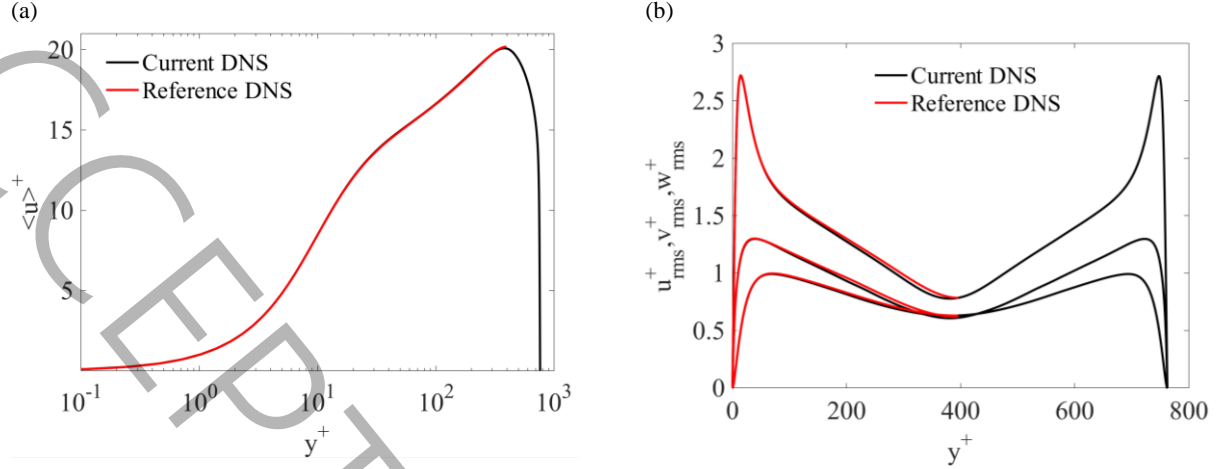 (a)
Current DNS
Reference DNS
<u>+
20
15
10
5
10-1
100
101
102
103
y+
(b)
Current DNS
Reference DNS
u+rms,v+rms,w+rms
3
2.5
2
1.5
1
0.5
0
0
200
400
600
800
y+
CCEPT